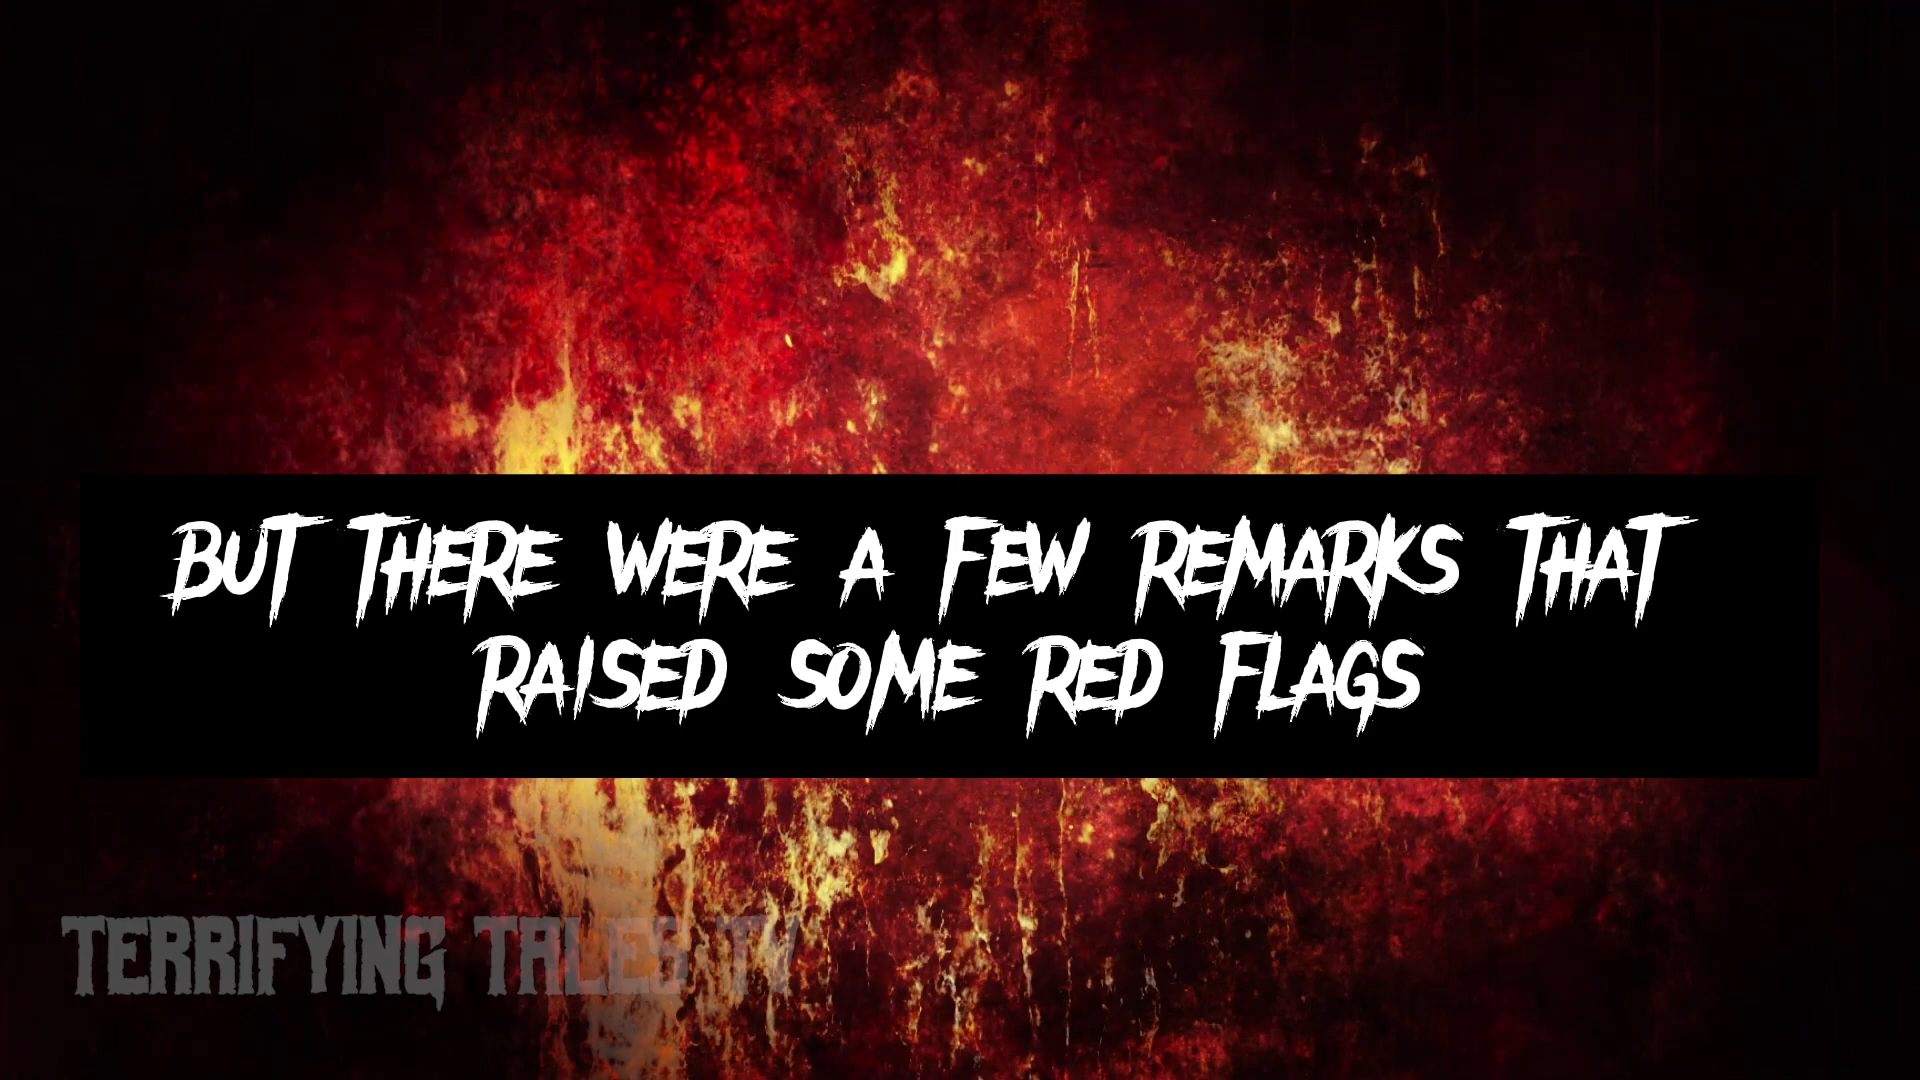 BUT THERE WERE A FEW REMARKS THAT
RAISED SOME RED FLAGS
TERRIFYING TALES TV